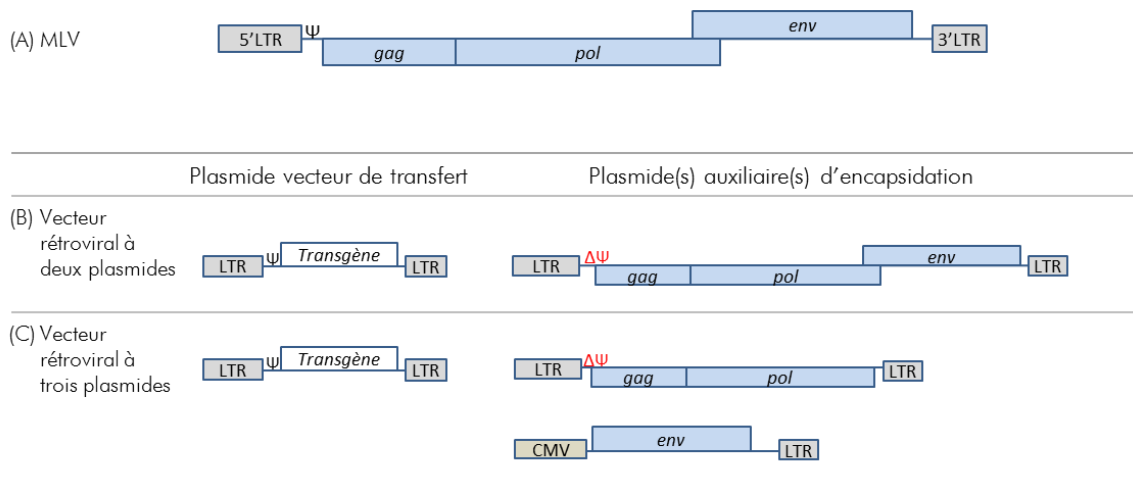 (A) MLV
5'LTR Ψ gag pol env 3'LTR
Plasmide vecteur de transfert Plasmide(s) auxiliaire(s) d'encapsidation
(B) Vecteur
rétroviral à
deux plasmides
LTR Ψ Transgène LTR
LTR ΔΨ gag pol env LTR
(C) Vecteur
rétroviral à
trois plasmides
LTR Ψ Transgène LTR
LTR ΔΨ gag pol LTR
CMV env LTR